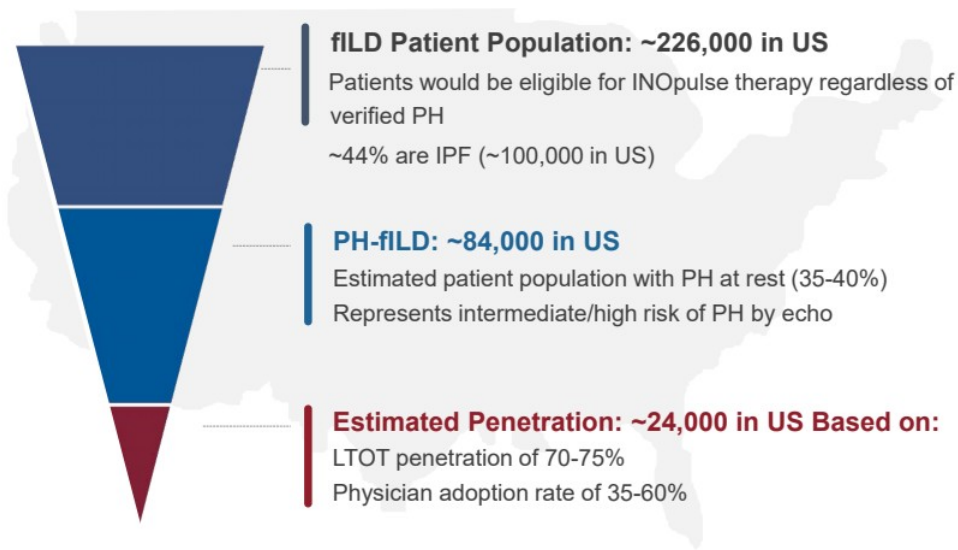 fILD Patient Population: ~226,000 in US
Patients would be eligible for INOpulse therapy regardless of
verified PH
~44% are IPF (~100,000 in US)
PH-fILD: ~84,000 in US
Estimated patient population with PH at rest (35-40%)
Represents intermediate/high risk of PH by echo
Estimated Penetration: ~24,000 in US Based on:
LTOT penetration of 70-75%
Physician adoption rate of 35-60%